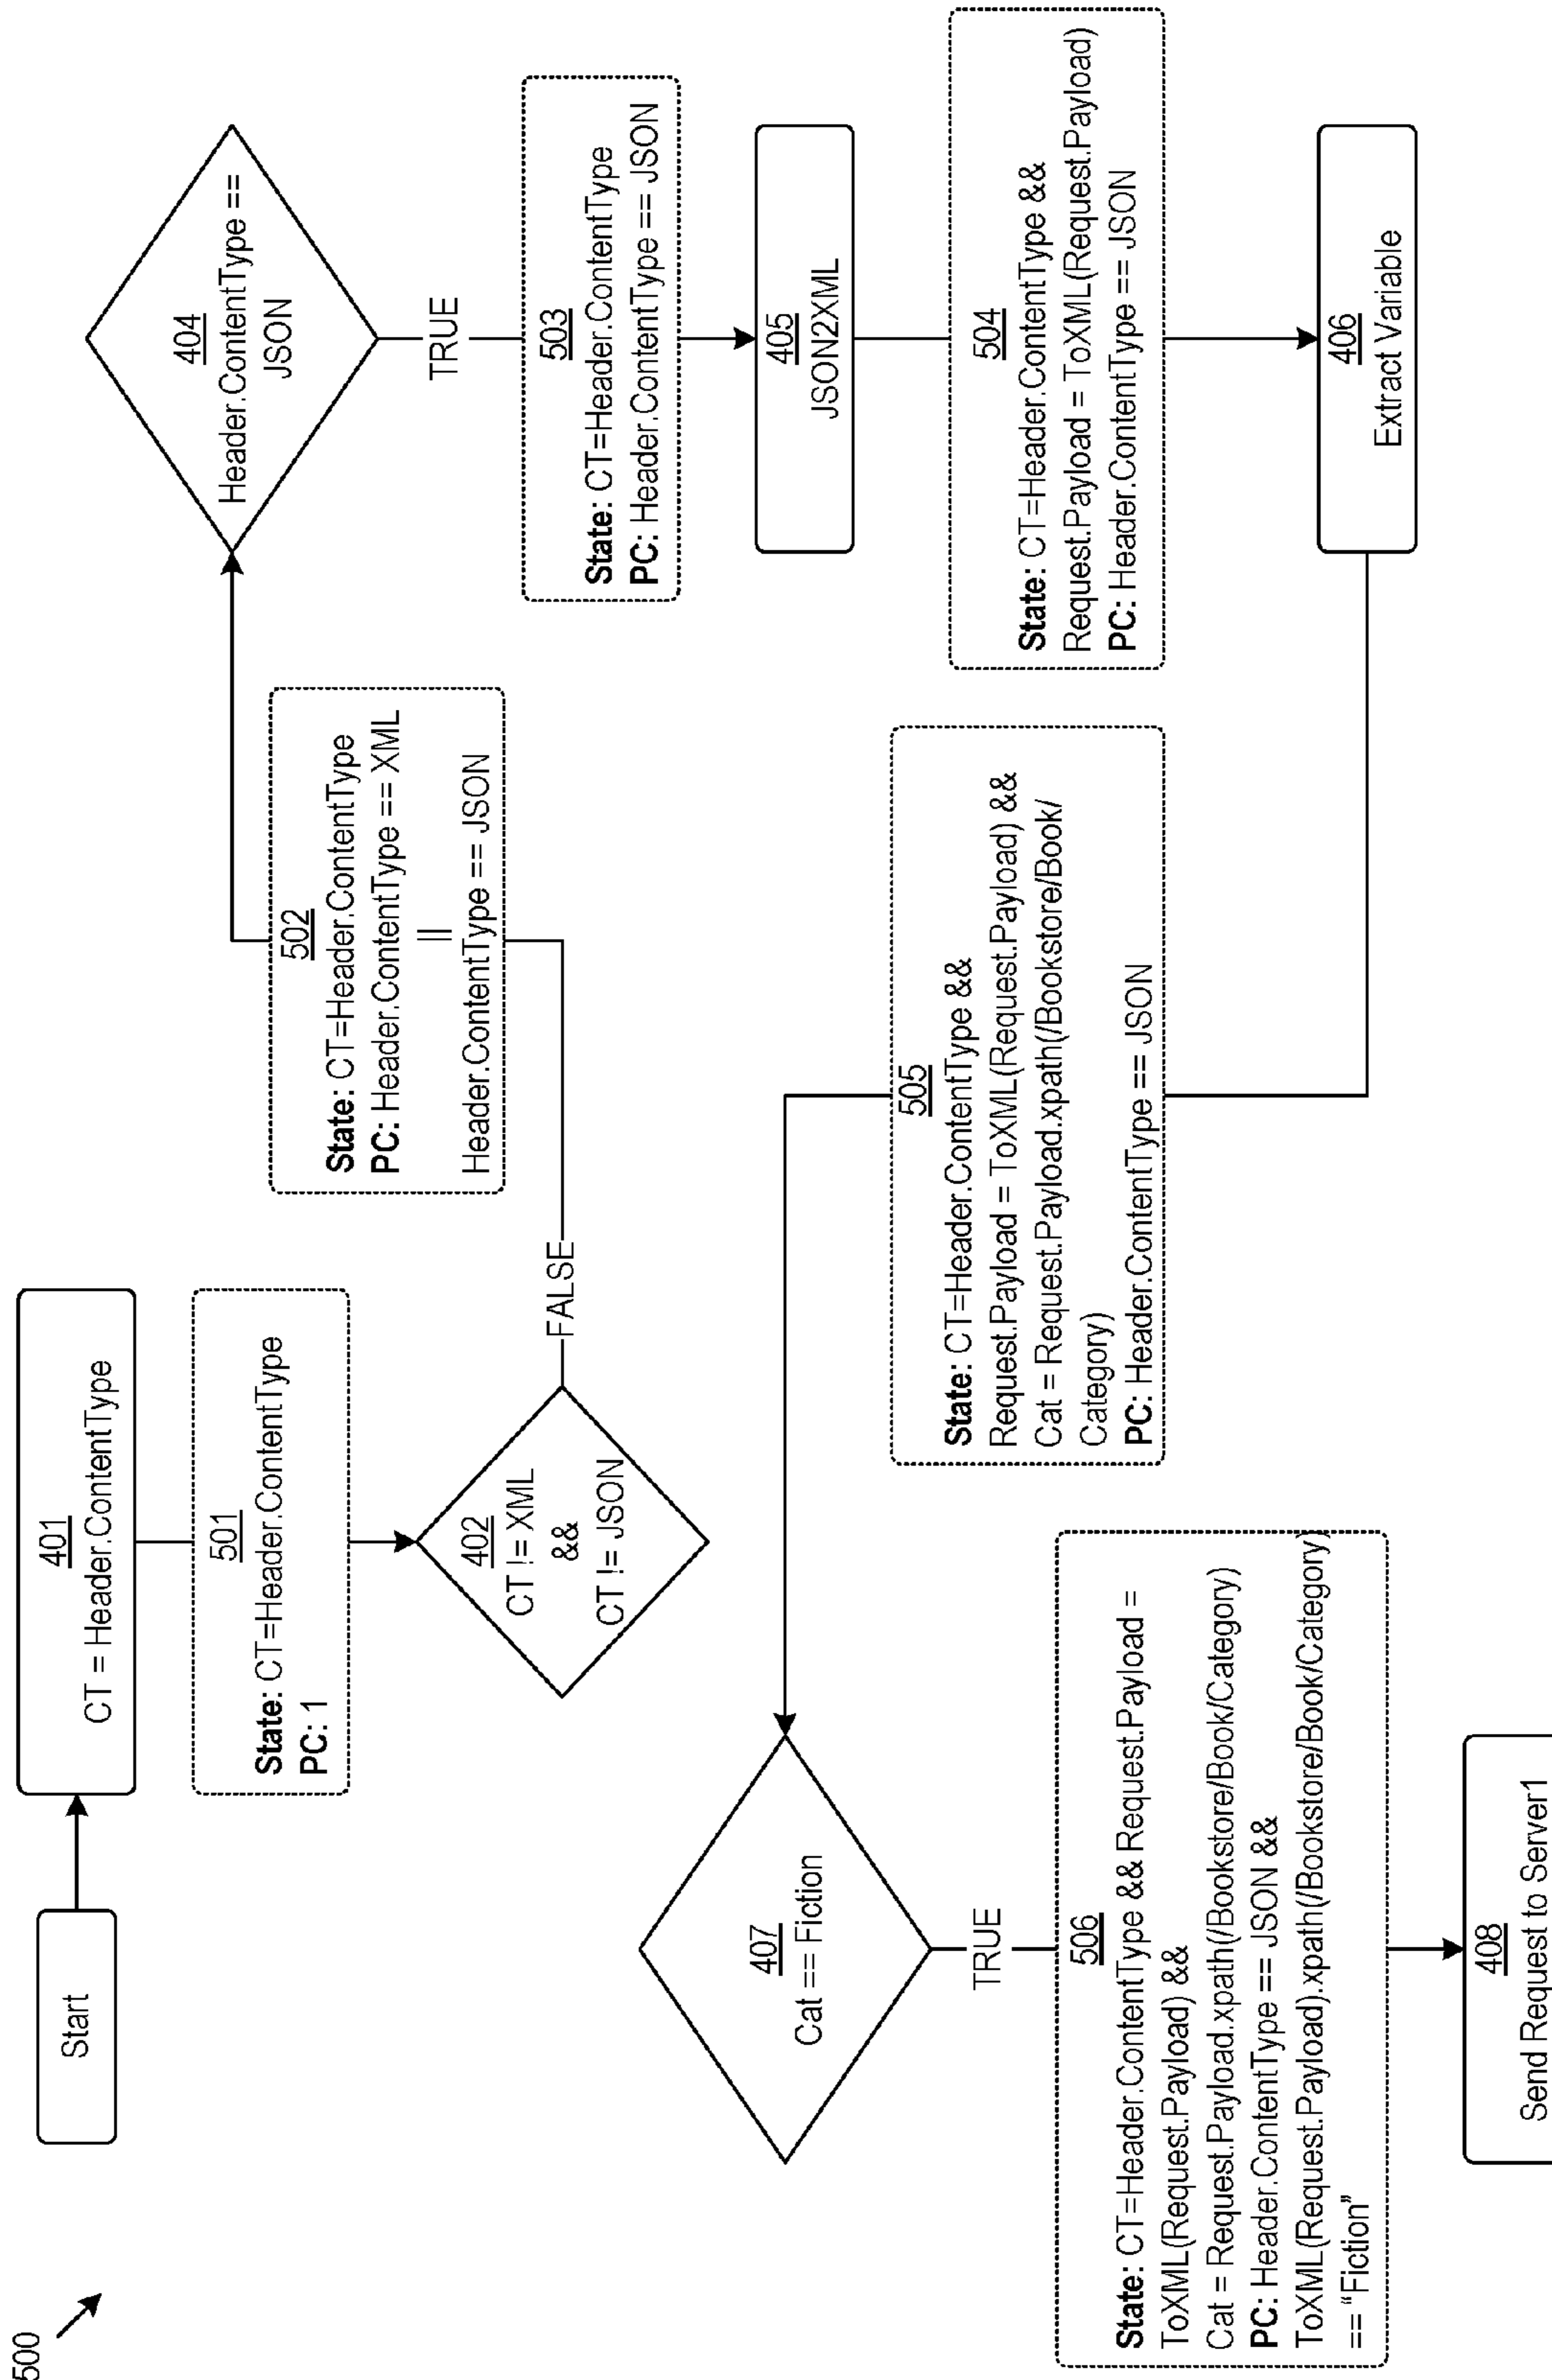 500
Start
401
CT = Header.ContentType
501
State: CT=Header.ContentType
PC: 1
402
CT != XML
&&
CT != JSON
FALSE
502
State: CT=Header.ContentType
PC: Header.ContentType == XML
||
Header.ContentType == JSON
404
Header.ContentType ==
JSON
TRUE
503
State: CT=Header.ContentType
PC: Header.ContentType == JSON
405
JSON2XML
504
State: CT=Header.ContentType &&
Request.Payload = ToXML(Request.Payload)
PC: Header.ContentType == JSON
406
Extract Variable
505
State: CT=Header.ContentType &&
Request.Payload = ToXML(Request.Payload) &&
Cat = Request.Payload.xpath(/Bookstore/Book/
Category)
PC: Header.ContentType == JSON
407
Cat == Fiction
TRUE
506
State: CT=Header.ContentType && Request.Payload =
ToXML(Request.Payload) &&
Cat = Request.Payload.xpath(/Bookstore/Book/Category)
PC: Header.ContentType == JSON &&
ToXML(Request.Payload).xpath(/Bookstore/Book/Category)
== “Fiction”
408
Send Request to Server1